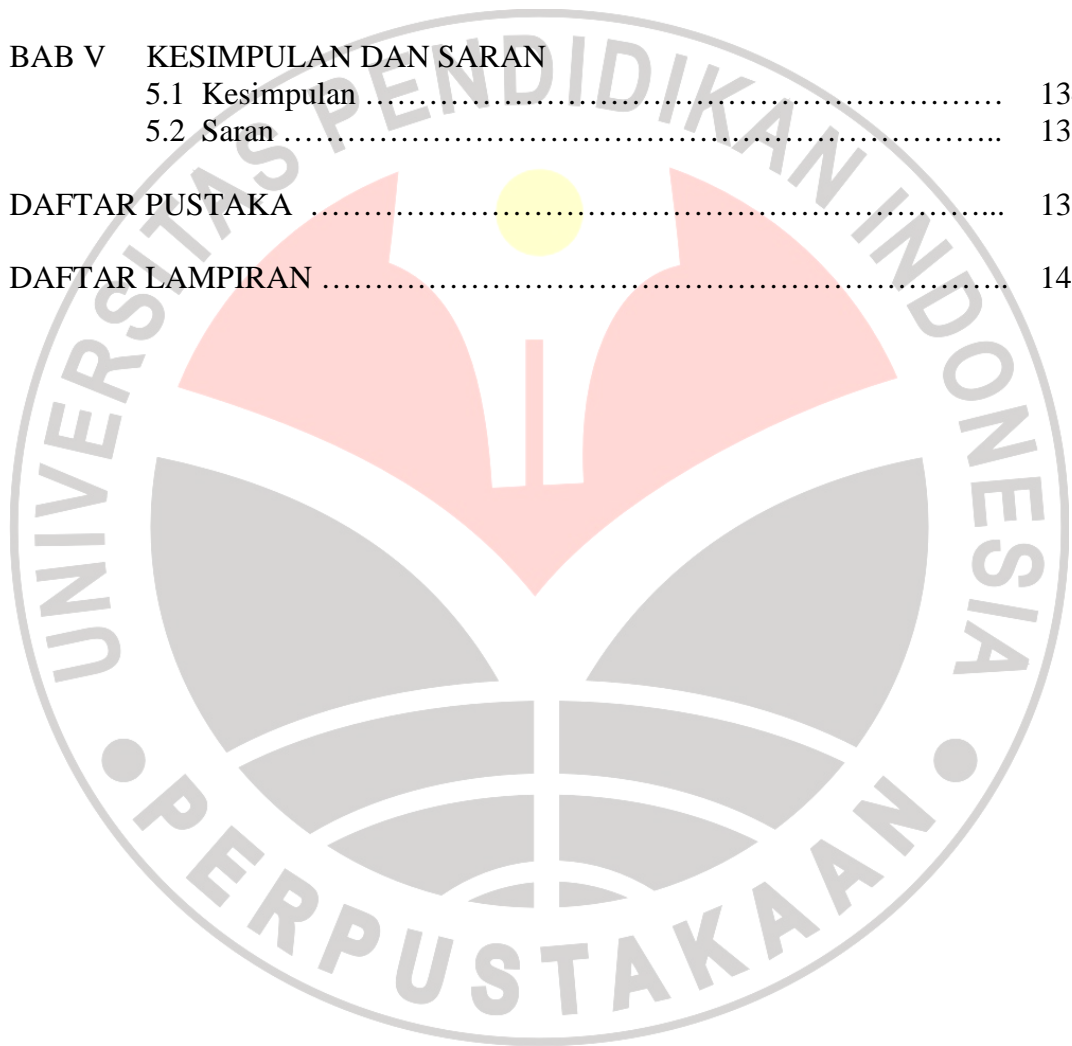 BAB V KESIMPULAN DAN SARAN
5.1 Kesimpulan ………………………………………………………… 13
5.2 Saran …………………………………………………………….. 13
DAFTAR PUSTAKA …………………………………………………………... 13
DAFTAR LAMPIRAN ………………………………………………………….. 14
UNIVERSITAS PENDIDIKAN INDONESIA
PERPUSTAKAAN